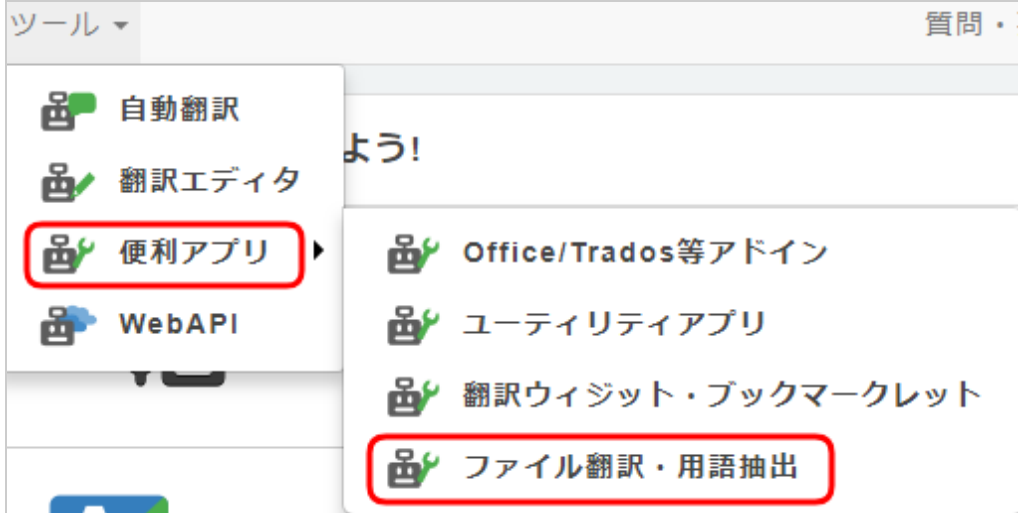 ツール
質問・
自動翻訳
よう!
翻訳エディタ
便利アプリ
Office/Trados等アドイン
WebAPI
ユーティリティアプリ
翻訳ウィジット・ブックマークレット
ファイル翻訳・用語抽出